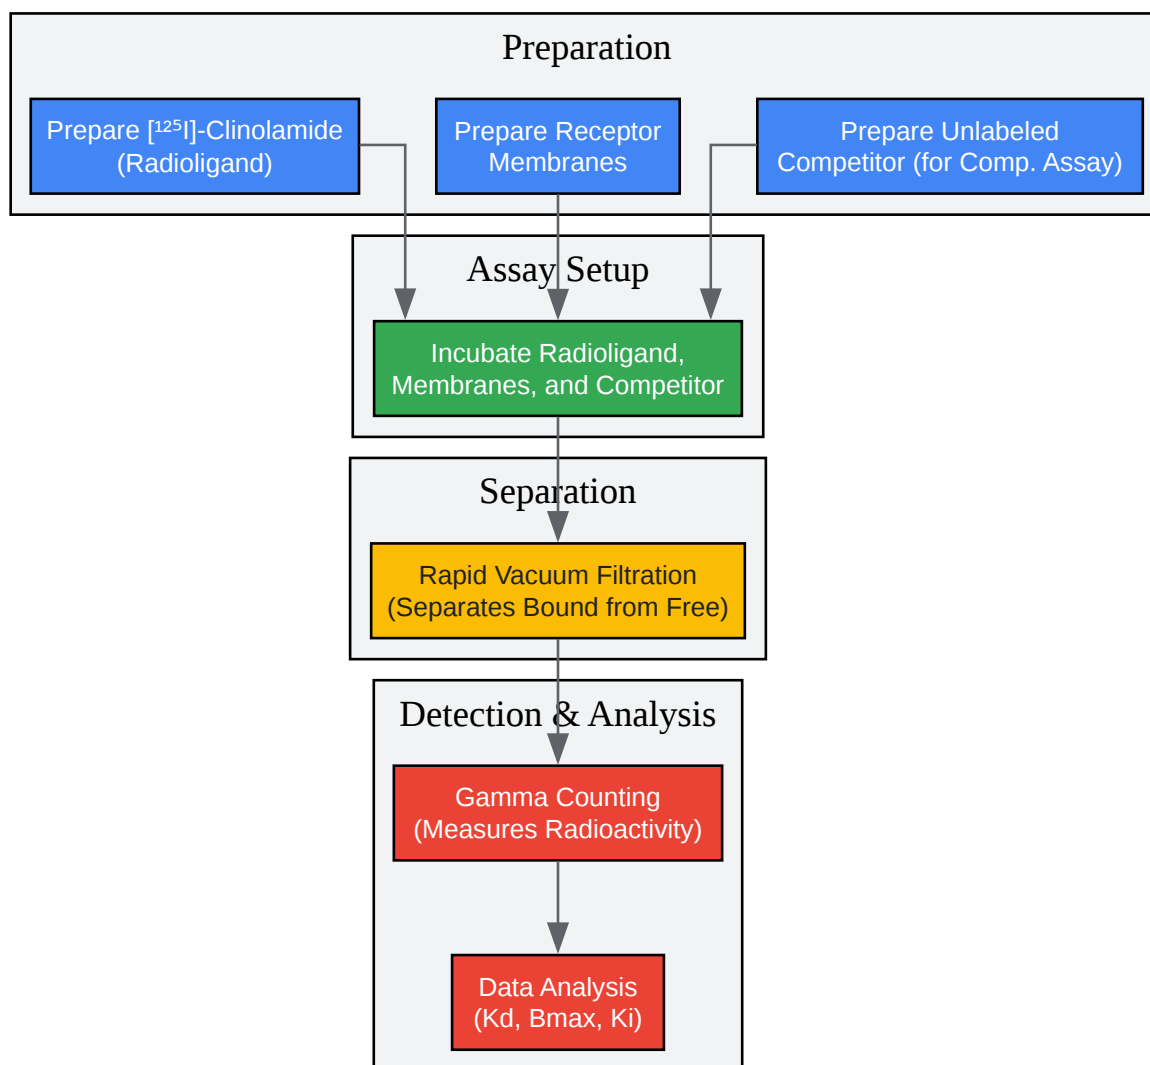 Preparation
Prepare [¹²⁵I]-Clinolamide
(Radioligand)
Prepare Receptor
Membranes
Prepare Unlabeled
Competitor (for Comp. Assay)
Assay Setup
Incubate Radioligand,
Membranes, and Competitor
Separation
Rapid Vacuum Filtration
(Separates Bound from Free)
Detection & Analysis
Gamma Counting
(Measures Radioactivity)
Data Analysis
(Kd, Bmax, Ki)